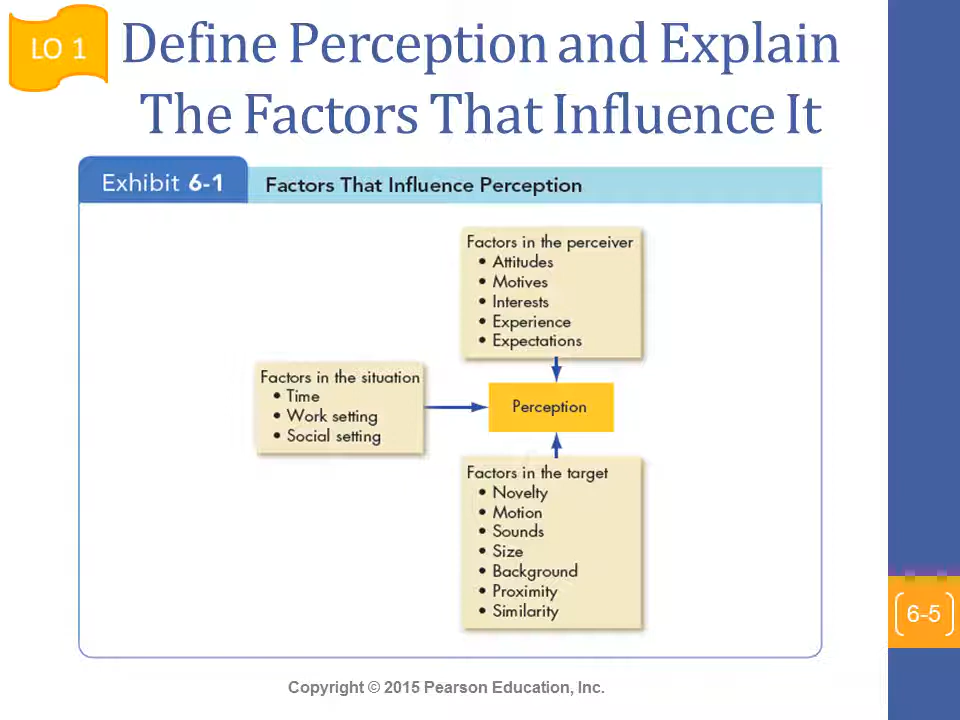 LO 1
Define Perception and Explain
The Factors That Influence It
Exhibit 6-1
Factors That Influence Perception
Factors in the perceiver
• Attitudes
• Motives
• Interests
• Experience
• Expectations
Factors in the situation
• Time
• Work setting
• Social setting
Perception
Factors in the target
• Novelty
• Motion
• Sounds
• Size
• Background
• Proximity
• Similarity
6-5
Copyright © 2015 Pearson Education, Inc.